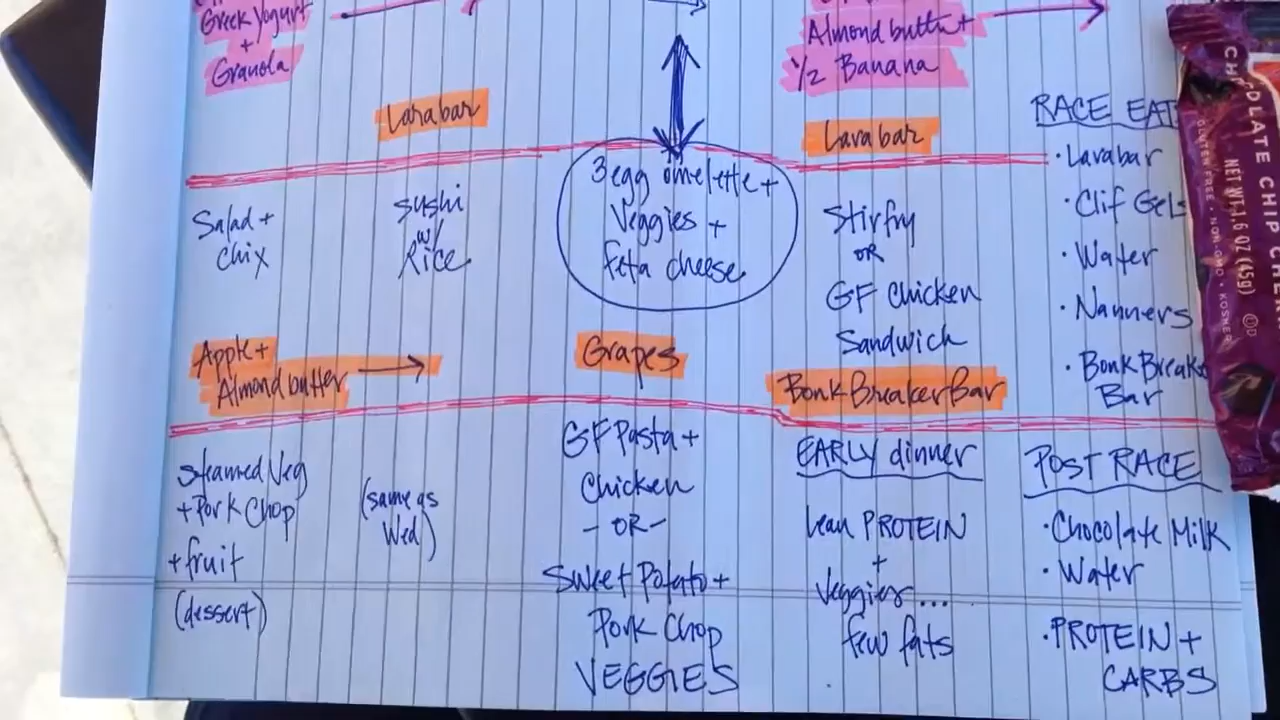 Greek Yogurt
+
Granola
Larabar
Almond butter +
1/2 Banana
Larabar
RACE EATS
· Larabar
· Clif Gels
· Water
· Nanners
· Bonk Breaker
Bar
Salad +
Chix
Sushi
w/
Rice
3 egg omelette +
Veggies +
Feta cheese
Stirfry
OR
GF Chicken
Sandwich
Apple +
Almond butter
Grapes
Bonk Breaker Bar
Steamed Veg
+ Pork Chop
+ fruit
(dessert)
(same as
Wed)
GF Pasta +
Chicken
- OR -
Sweet Potato +
Pork Chop
VEGGIES
EARLY dinner
Lean PROTEIN
+
Veggies...
few fats
POST RACE
· Chocolate Milk
· Water
· PROTEIN +
CARBS
CHOCOLATE CHIP CHE
GLUTEN FREE • NON-GMO • KOSHER
NET WT 1.6 OZ (45g)